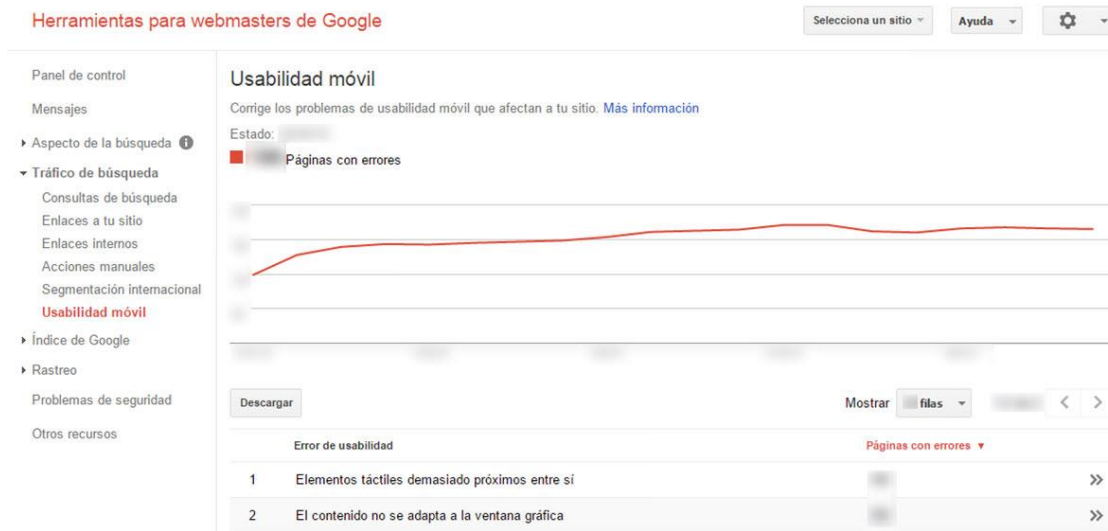 Herramientas para webmasters de Google
Selecciona un sitio
Ayuda
Panel de control
Mensajes
Aspecto de la búsqueda
Tráfico de búsqueda
Consultas de búsqueda
Enlaces a tu sitio
Enlaces internos
Acciones manuales
Segmentación internacional
Usabilidad móvil
Índice de Google
Rastreo
Problemas de seguridad
Otros recursos
Usabilidad móvil
Corrige los problemas de usabilidad móvil que afectan a tu sitio. Más información
Estado:
Páginas con errores
Descargar
Mostrar filas
Error de usabilidad Páginas con errores
1 Elementos táctiles demasiado próximos entre sí
2 El contenido no se adapta a la ventana gráfica